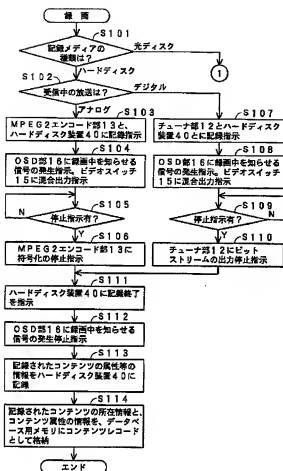 録画
S101
記録メディアの
種類は？
光ディスク
ハードディスク
1
S102
受信中の放送は？
デジタル
アナログ
S103
MPEG2エンコード部13と、
ハードディスク装置40に記録指示
S107
チューナ部12とハードディスク
装置40とに記録指示
S104
OSD部16に録画中を知らせる
信号の発生指示。ビデオスイッチ
15に混合出力指示
S108
OSD部16に録画中を知らせる
信号の発生指示。ビデオスイッチ
15に混合出力指示
S105
停止指示有？
N
Y
S109
停止指示有？
N
Y
S106
MPEG2エンコード部13に
符号化の停止指示
S110
チューナ部12にビット
ストリームの出力停止指示
S111
ハードディスク装置40に記録終了
を指示
S112
OSD部16に録画中を知らせる
信号の発生停止指示
S113
記録されたコンテンツの属性等の
情報をハードディスク装置40に
記録
S114
記録されたコンテンツの所在情報と、
コンテンツ属性の情報を、データベ
ース用メモリにコンテンツレコード
として格納
エンド